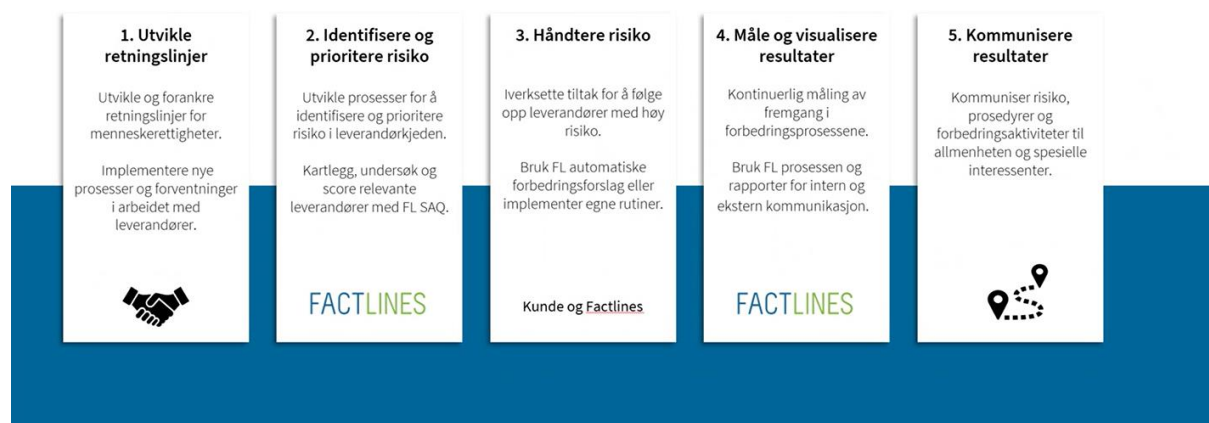 1. Utvikle
retningslinjer
Utvikle og forankre
retningslinjer for
menneskerettigheter.
Implementere nye
prosesser og forventninger
i arbeidet med
leverandører.
2. Identifisere og
prioritere risiko
Utvikle prosesser for å
identifisere og prioritere
risiko i leverandørkjeden.
Kartlegg, undersøk og
score relevante
leverandører med FL SAQ.
FACTLINES
3. Håndtere risiko
Iverksette tiltak for å følge
opp leverandører med høy
risiko.
Bruk FL automatiske
forbedringsforslag eller
implementer egne rutiner.
Kunde og Factlines
4. Måle og visualisere
resultater
Kontinuerlig måling av
fremgang i
forbedringsprosessene.
Bruk FL prosessen og
rapporter for intern og
ekstern kommunikasjon.
FACTLINES
5. Kommunisere
resultater
Kommuniser risiko,
prosedyrer og
forbedringsaktiviteter til
allmenheten og spesielle
interessenter.